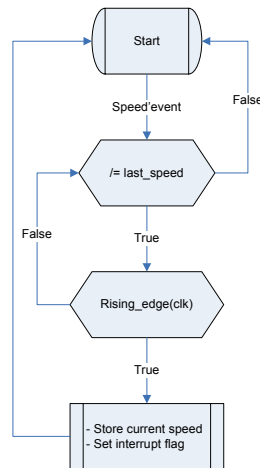 Start
Speed'event
False
/= last_speed
False
True
Rising_edge(clk)
True
- Store current speed
- Set interrupt flag